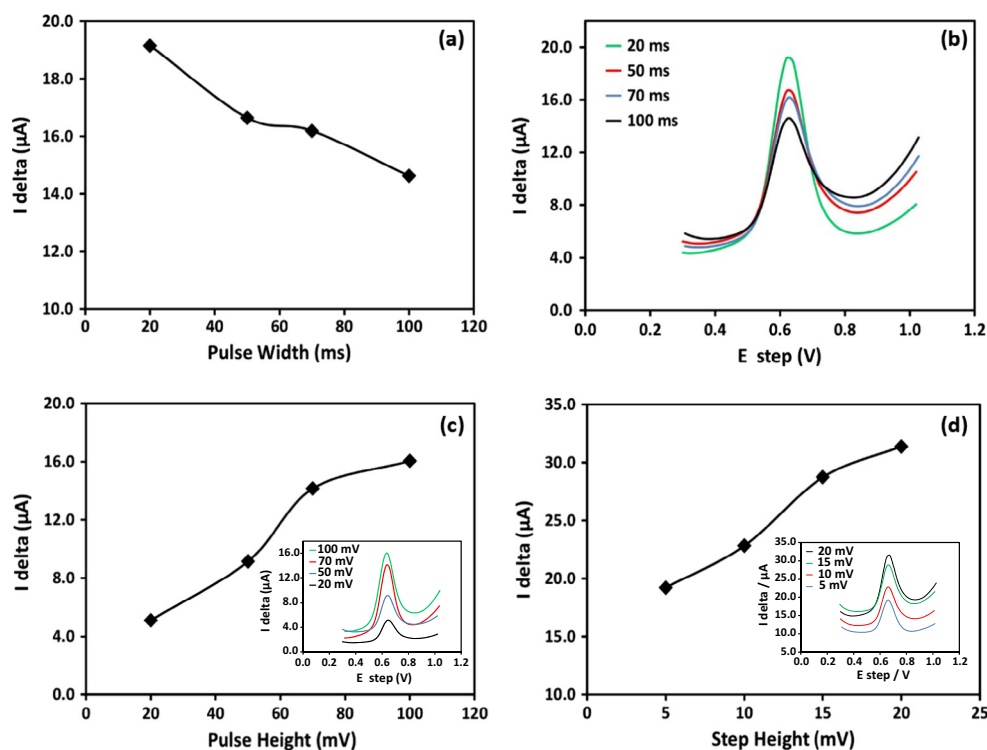 (a)
I delta (µA)
20.0
18.0
16.0
14.0
12.0
10.0
0 20 40 60 80 100 120
Pulse Width (ms)
(b)
20 ms
50 ms
70 ms
100 ms
I delta (µA)
20.0
16.0
12.0
8.0
4.0
0.0
0.0 0.2 0.4 0.6 0.8 1.0 1.2
E step (V)
(c)
I delta (µA)
20.0
16.0
12.0
8.0
4.0
0.0
0 20 40 60 80 100 120
Pulse Height (mV)
100 mV
70 mV
50 mV
20 mV
I delta (µA)
16.0
12.0
8.0
4.0
0.0
0.0 0.2 0.4 0.6 0.8 1.0 1.2
E step (V)
(d)
I delta (µA)
35.0
30.0
25.0
20.0
15.0
10.0
0 5 10 15 20 25
Step Height (mV)
20 mV
15 mV
10 mV
5 mV
I delta / µA
35.0
30.0
25.0
20.0
15.0
10.0
5.0
0.0 0.2 0.4 0.6 0.8 1.0 1.2
E step / V